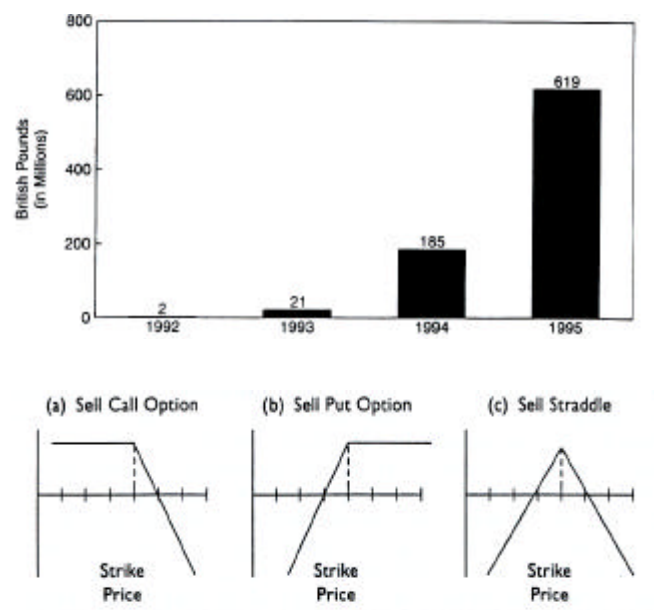 800
600
400
200
0
British Pounds
(in Millions)
2
21
185
619
1992
1993
1994
1995
(a) Sell Call Option
(b) Sell Put Option
(c) Sell Straddle
Strike
Price
Strike
Price
Strike
Price